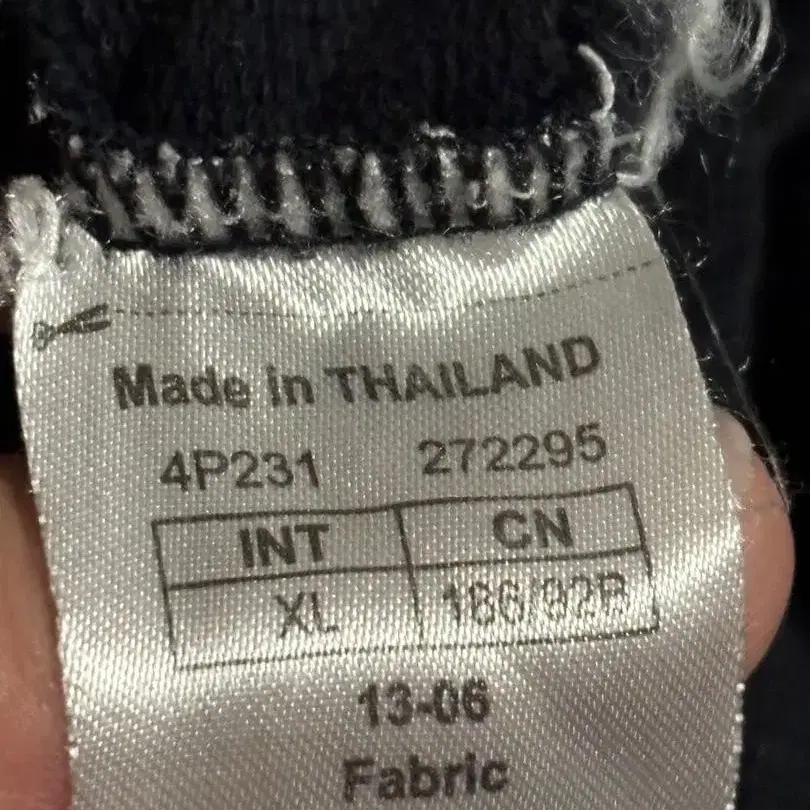 Made in THAILAND
4P231 272295
INT CN
XL 186/92B
13-06
Fabric